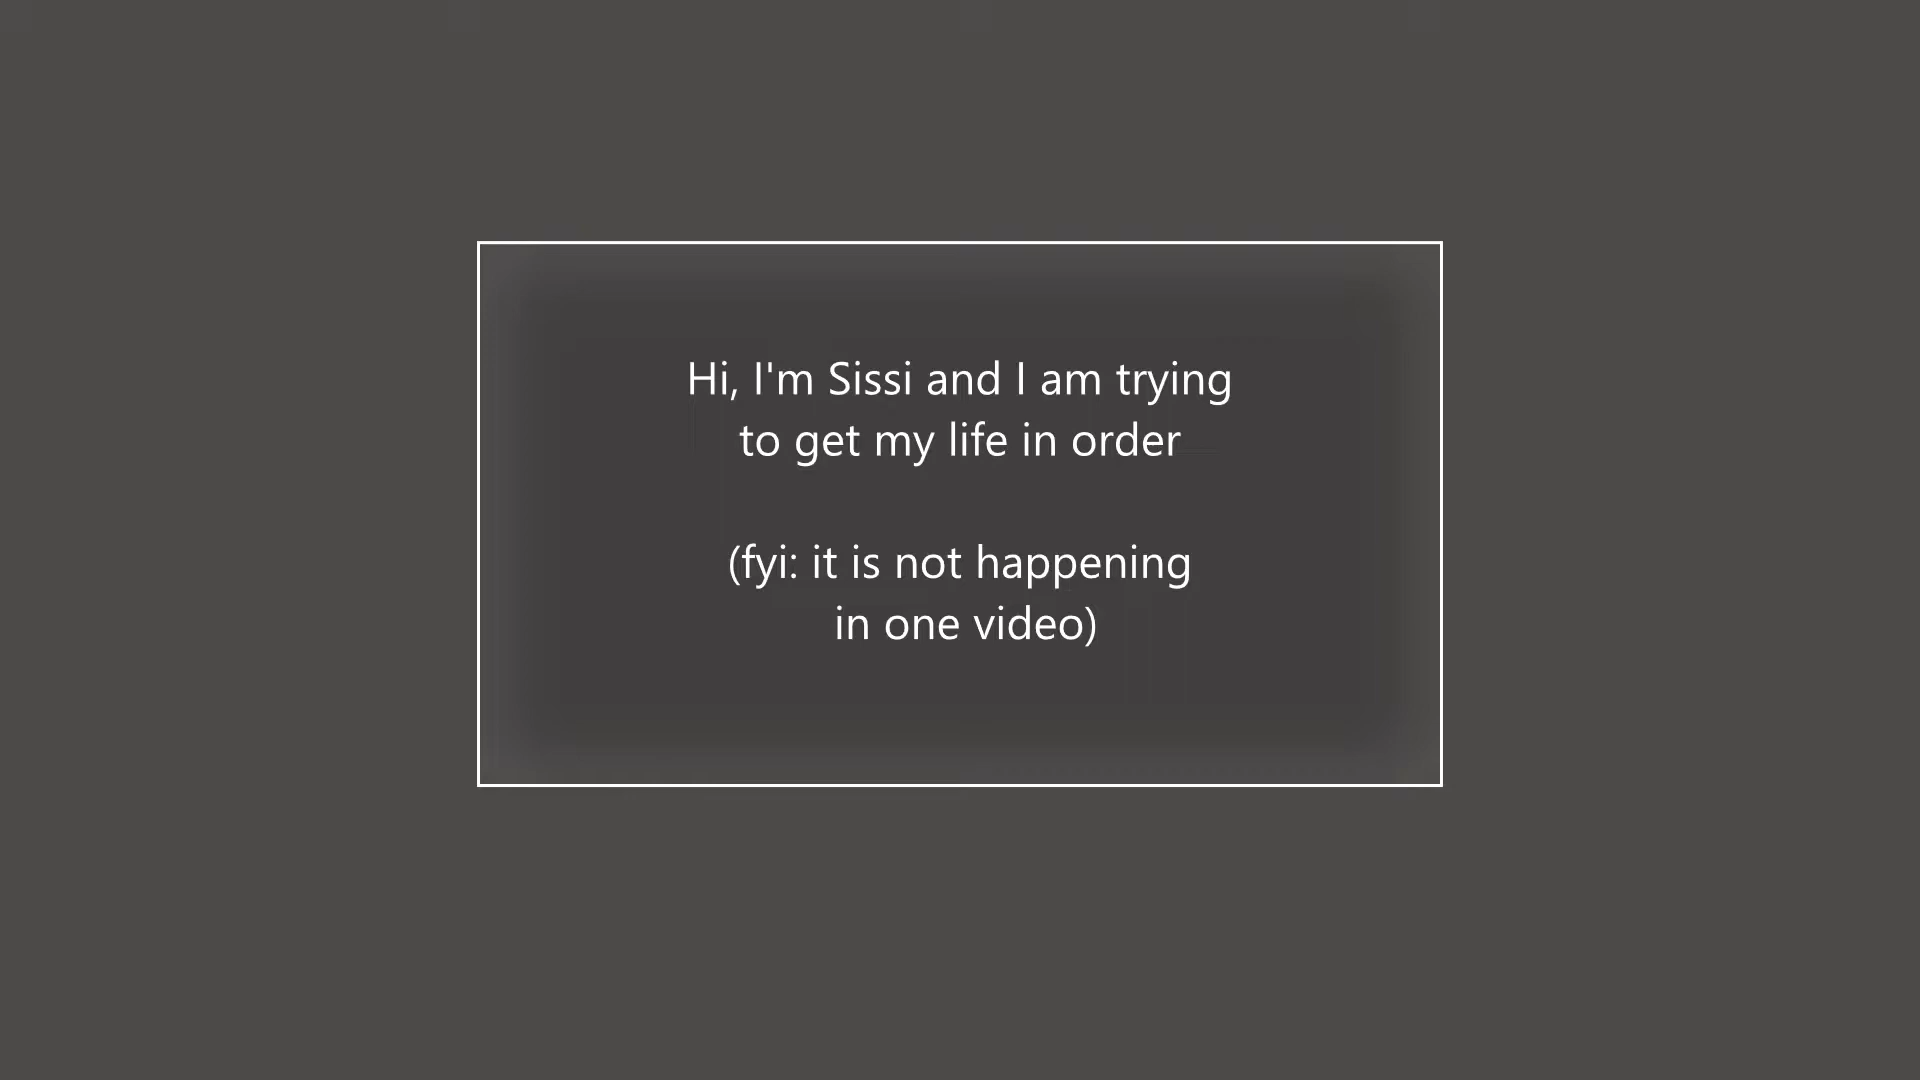 Hi, I'm Sissi and I am trying
to get my life in order
(fyi: it is not happening
in one video)